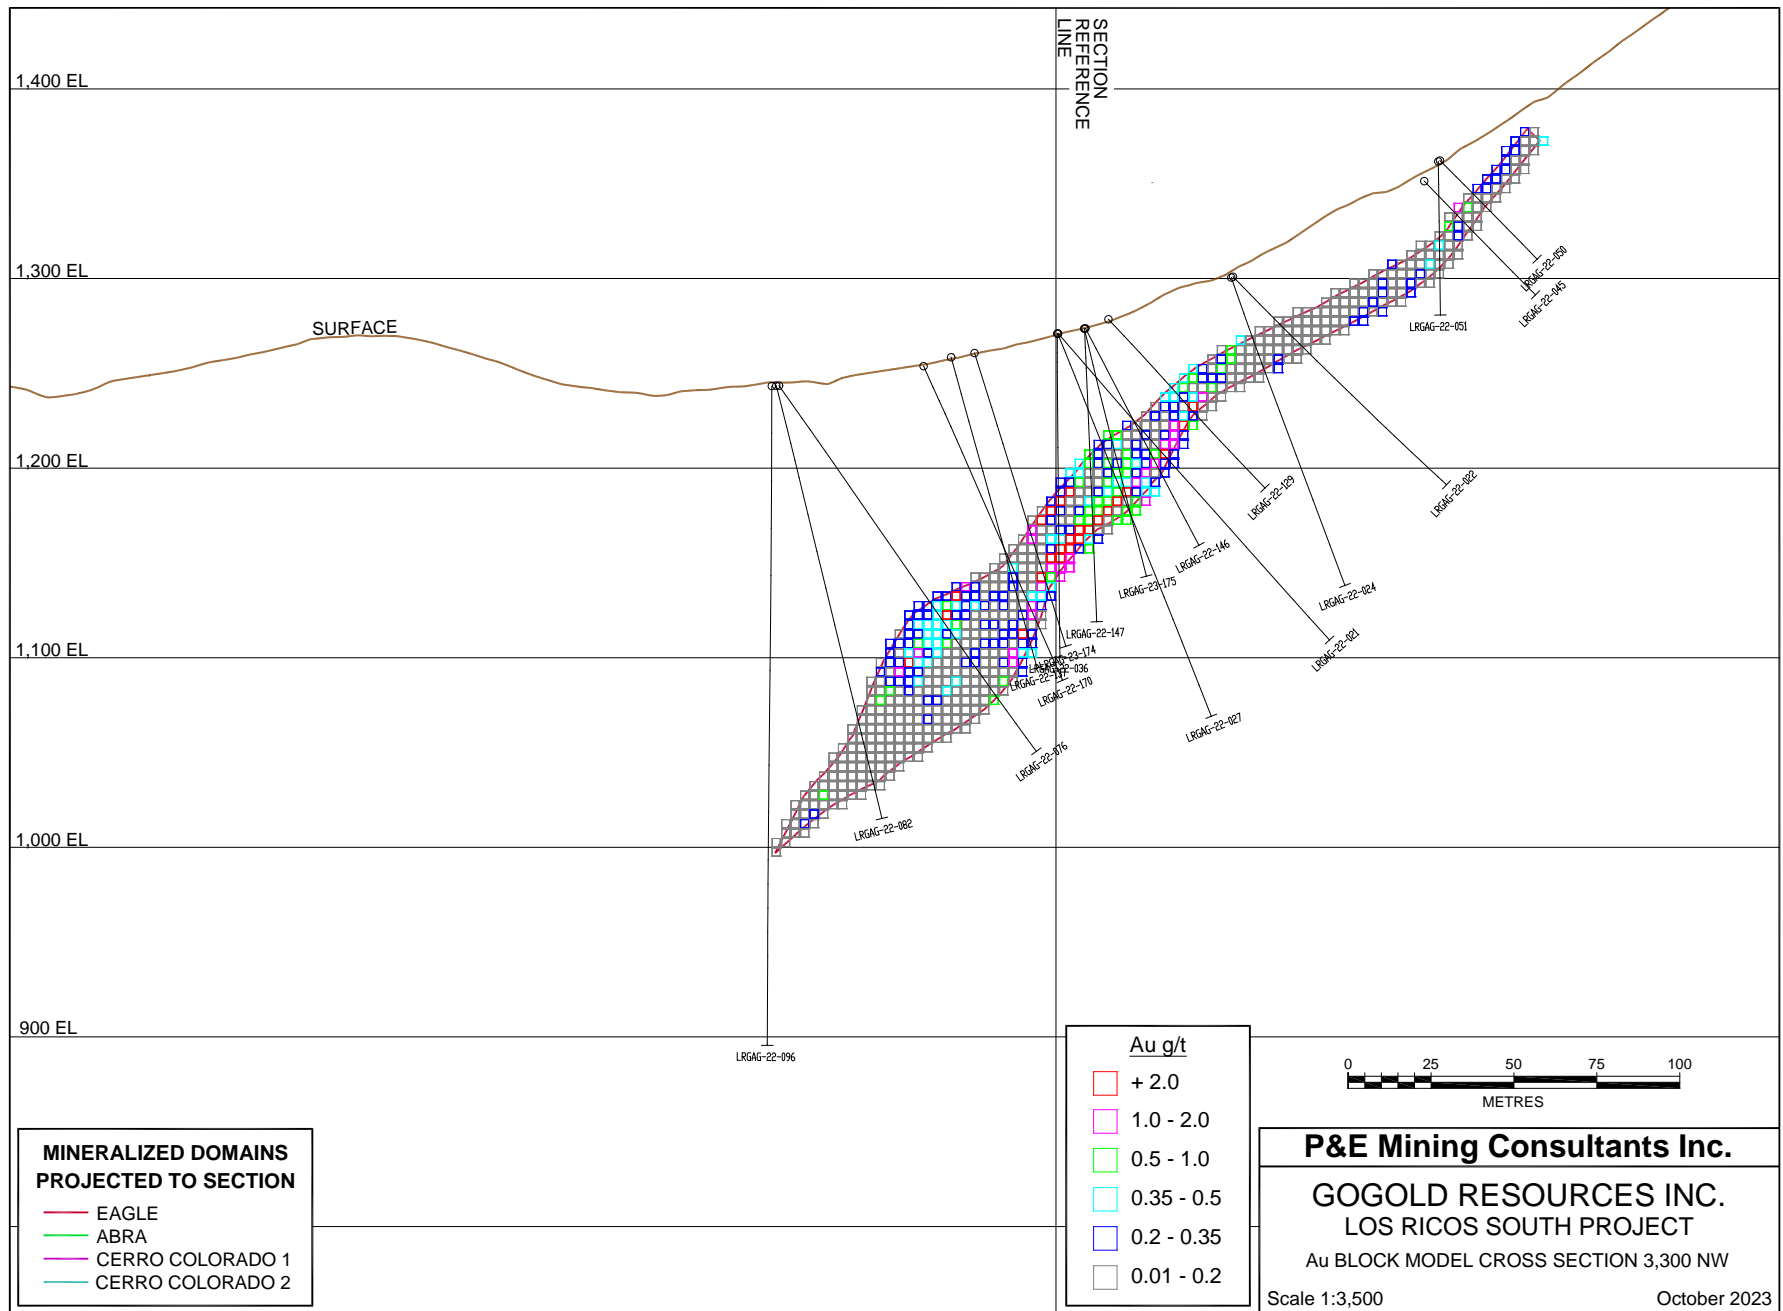 SECTION
REFERENCE
LINE
1,400 EL
1,300 EL
SURFACE
1,200 EL
1,100 EL
1,000 EL
900 EL
LRGAG-22-050
LRGAG-22-045
LRGAG-22-051
LRGAG-22-022
LRGAG-22-129
LRGAG-22-024
LRGAG-22-146
LRGAG-23-175
LRGAG-22-021
LRGAG-22-147
LRGAG-23-174
LRGAG-22-036
LRGAG-22-170
LRGAG-22-027
LRGAG-22-076
LRGAG-22-082
LRGAG-22-096
MINERALIZED DOMAINS
PROJECTED TO SECTION
EAGLE
ABRA
CERRO COLORADO 1
CERRO COLORADO 2
Au g/t
+ 2.0
1.0 - 2.0
0.5 - 1.0
0.35 - 0.5
0.2 - 0.35
0.01 - 0.2
0 25 50 75 100
METRES
P&E Mining Consultants Inc.
GOGOLD RESOURCES INC.
LOS RICOS SOUTH PROJECT
Au BLOCK MODEL CROSS SECTION 3,300 NW
Scale 1:3,500 October 2023